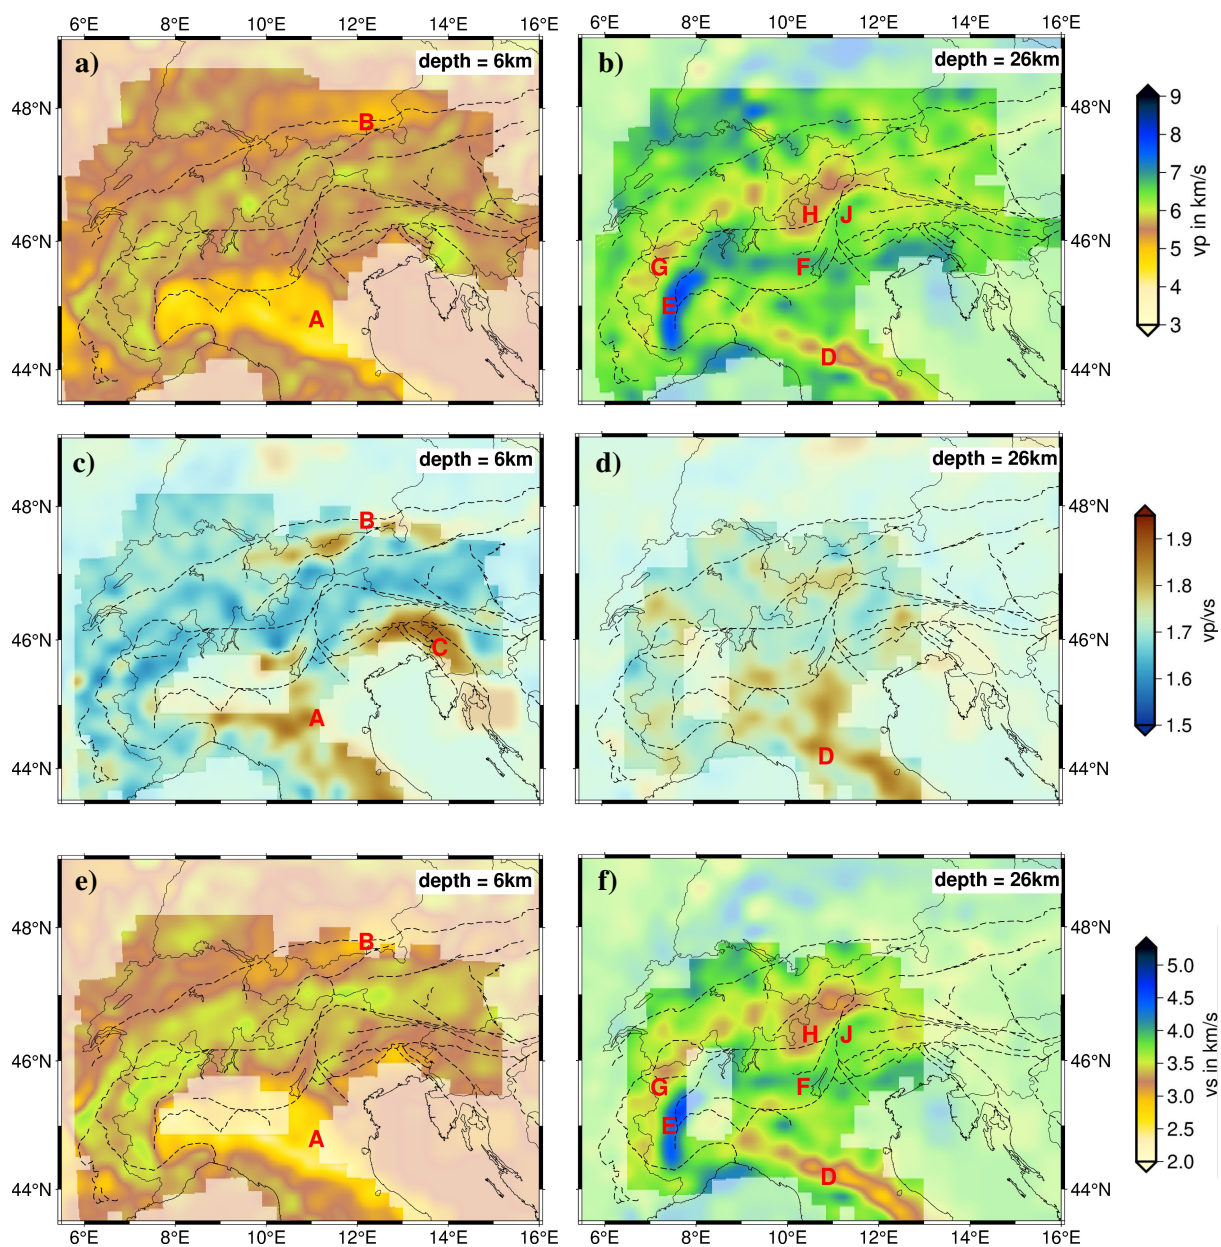 6°E 8°E 10°E 12°E 14°E 16°E 6°E 8°E 10°E 12°E 14°E 16°E
a) depth = 6km
b) depth = 26km
48°N 48°N
46°N 46°N
44°N 44°N
B
A
H J
G F
E
D
9
8
7
6
5
4
3
vp in km/s
c) depth = 6km
d) depth = 26km
48°N 48°N
46°N 46°N
44°N 44°N
B
C
A
D
1.9
1.8
1.7
1.6
1.5
vp/vs
e) depth = 6km
f) depth = 26km
48°N 48°N
46°N 46°N
44°N 44°N
B
A
H J
G F
E
D
5.0
4.5
4.0
3.5
3.0
2.5
2.0
vs in km/s
6°E 8°E 10°E 12°E 14°E 16°E 6°E 8°E 10°E 12°E 14°E 16°E